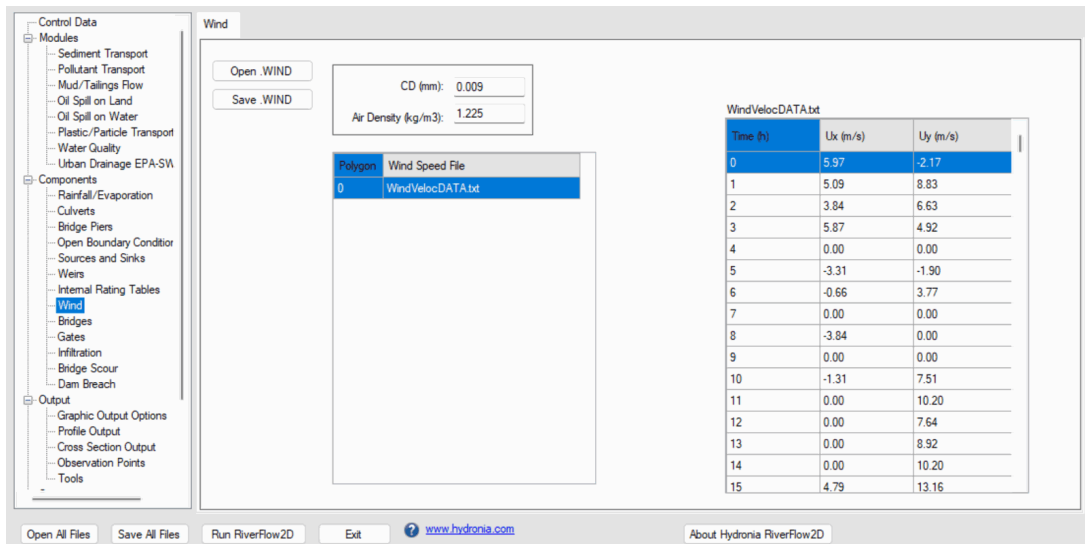 Control Data
Modules
Sediment Transport
Pollutant Transport
Mud/Tailings Flow
Oil Spill on Land
Oil Spill on Water
Plastic/Particle Transport
Water Quality
Urban Drainage EPA-SW
Components
Rainfall/Evaporation
Culverts
Bridge Piers
Open Boundary Condition
Sources and Sinks
Weirs
Internal Rating Tables
Wind
Bridges
Gates
Infiltration
Bridge Scour
Dam Breach
Output
Graphic Output Options
Profile Output
Cross Section Output
Observation Points
Tools
Wind
Open .WIND
Save .WIND
CD (mm): 0.009
Air Density (kg/m3): 1.225
Polygon Wind Speed File
0 WindVelocDATA.txt
WindVelocDATA.txt
Time (h) Ux (m/s) Uy (m/s)
0 5.97 -2.17
1 5.09 8.83
2 3.84 6.63
3 5.87 4.92
4 0.00 0.00
5 -3.31 -1.90
6 -0.66 3.77
7 0.00 0.00
8 -3.84 0.00
9 0.00 0.00
10 -1.31 7.51
11 0.00 10.20
12 0.00 7.64
13 0.00 8.92
14 0.00 10.20
15 4.79 13.16
Open All Files Save All Files Run RiverFlow2D Exit ? www.hydronia.com About Hydronia RiverFlow2D